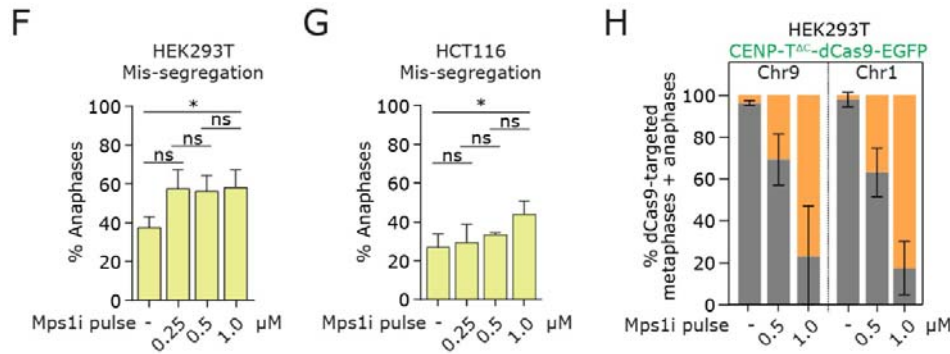 F
HEK293T
Mis-segregation
% Anaphases
100
80
60
40
20
0
*
ns
ns
ns
Mps1i pulse - 0.25 0.5 1.0 μM
G
HCT116
Mis-segregation
% Anaphases
100
80
60
40
20
0
*
ns
ns
ns
Mps1i pulse - 0.25 0.5 1.0 μM
H
HEK293T
CENP-T^ΔC-dCas9-EGFP
Chr9 Chr1
% dCas9-targeted
metaphases + anaphases
100
80
60
40
20
0
Mps1i pulse - 0.5 1.0 - 0.5 1.0 μM